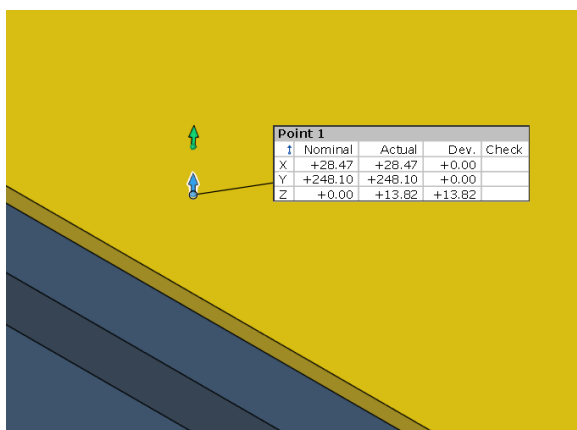 Point 1
↕ Nominal Actual Dev. Check
X +28.47 +28.47 +0.00
Y +248.10 +248.10 +0.00
Z +0.00 +13.82 +13.82